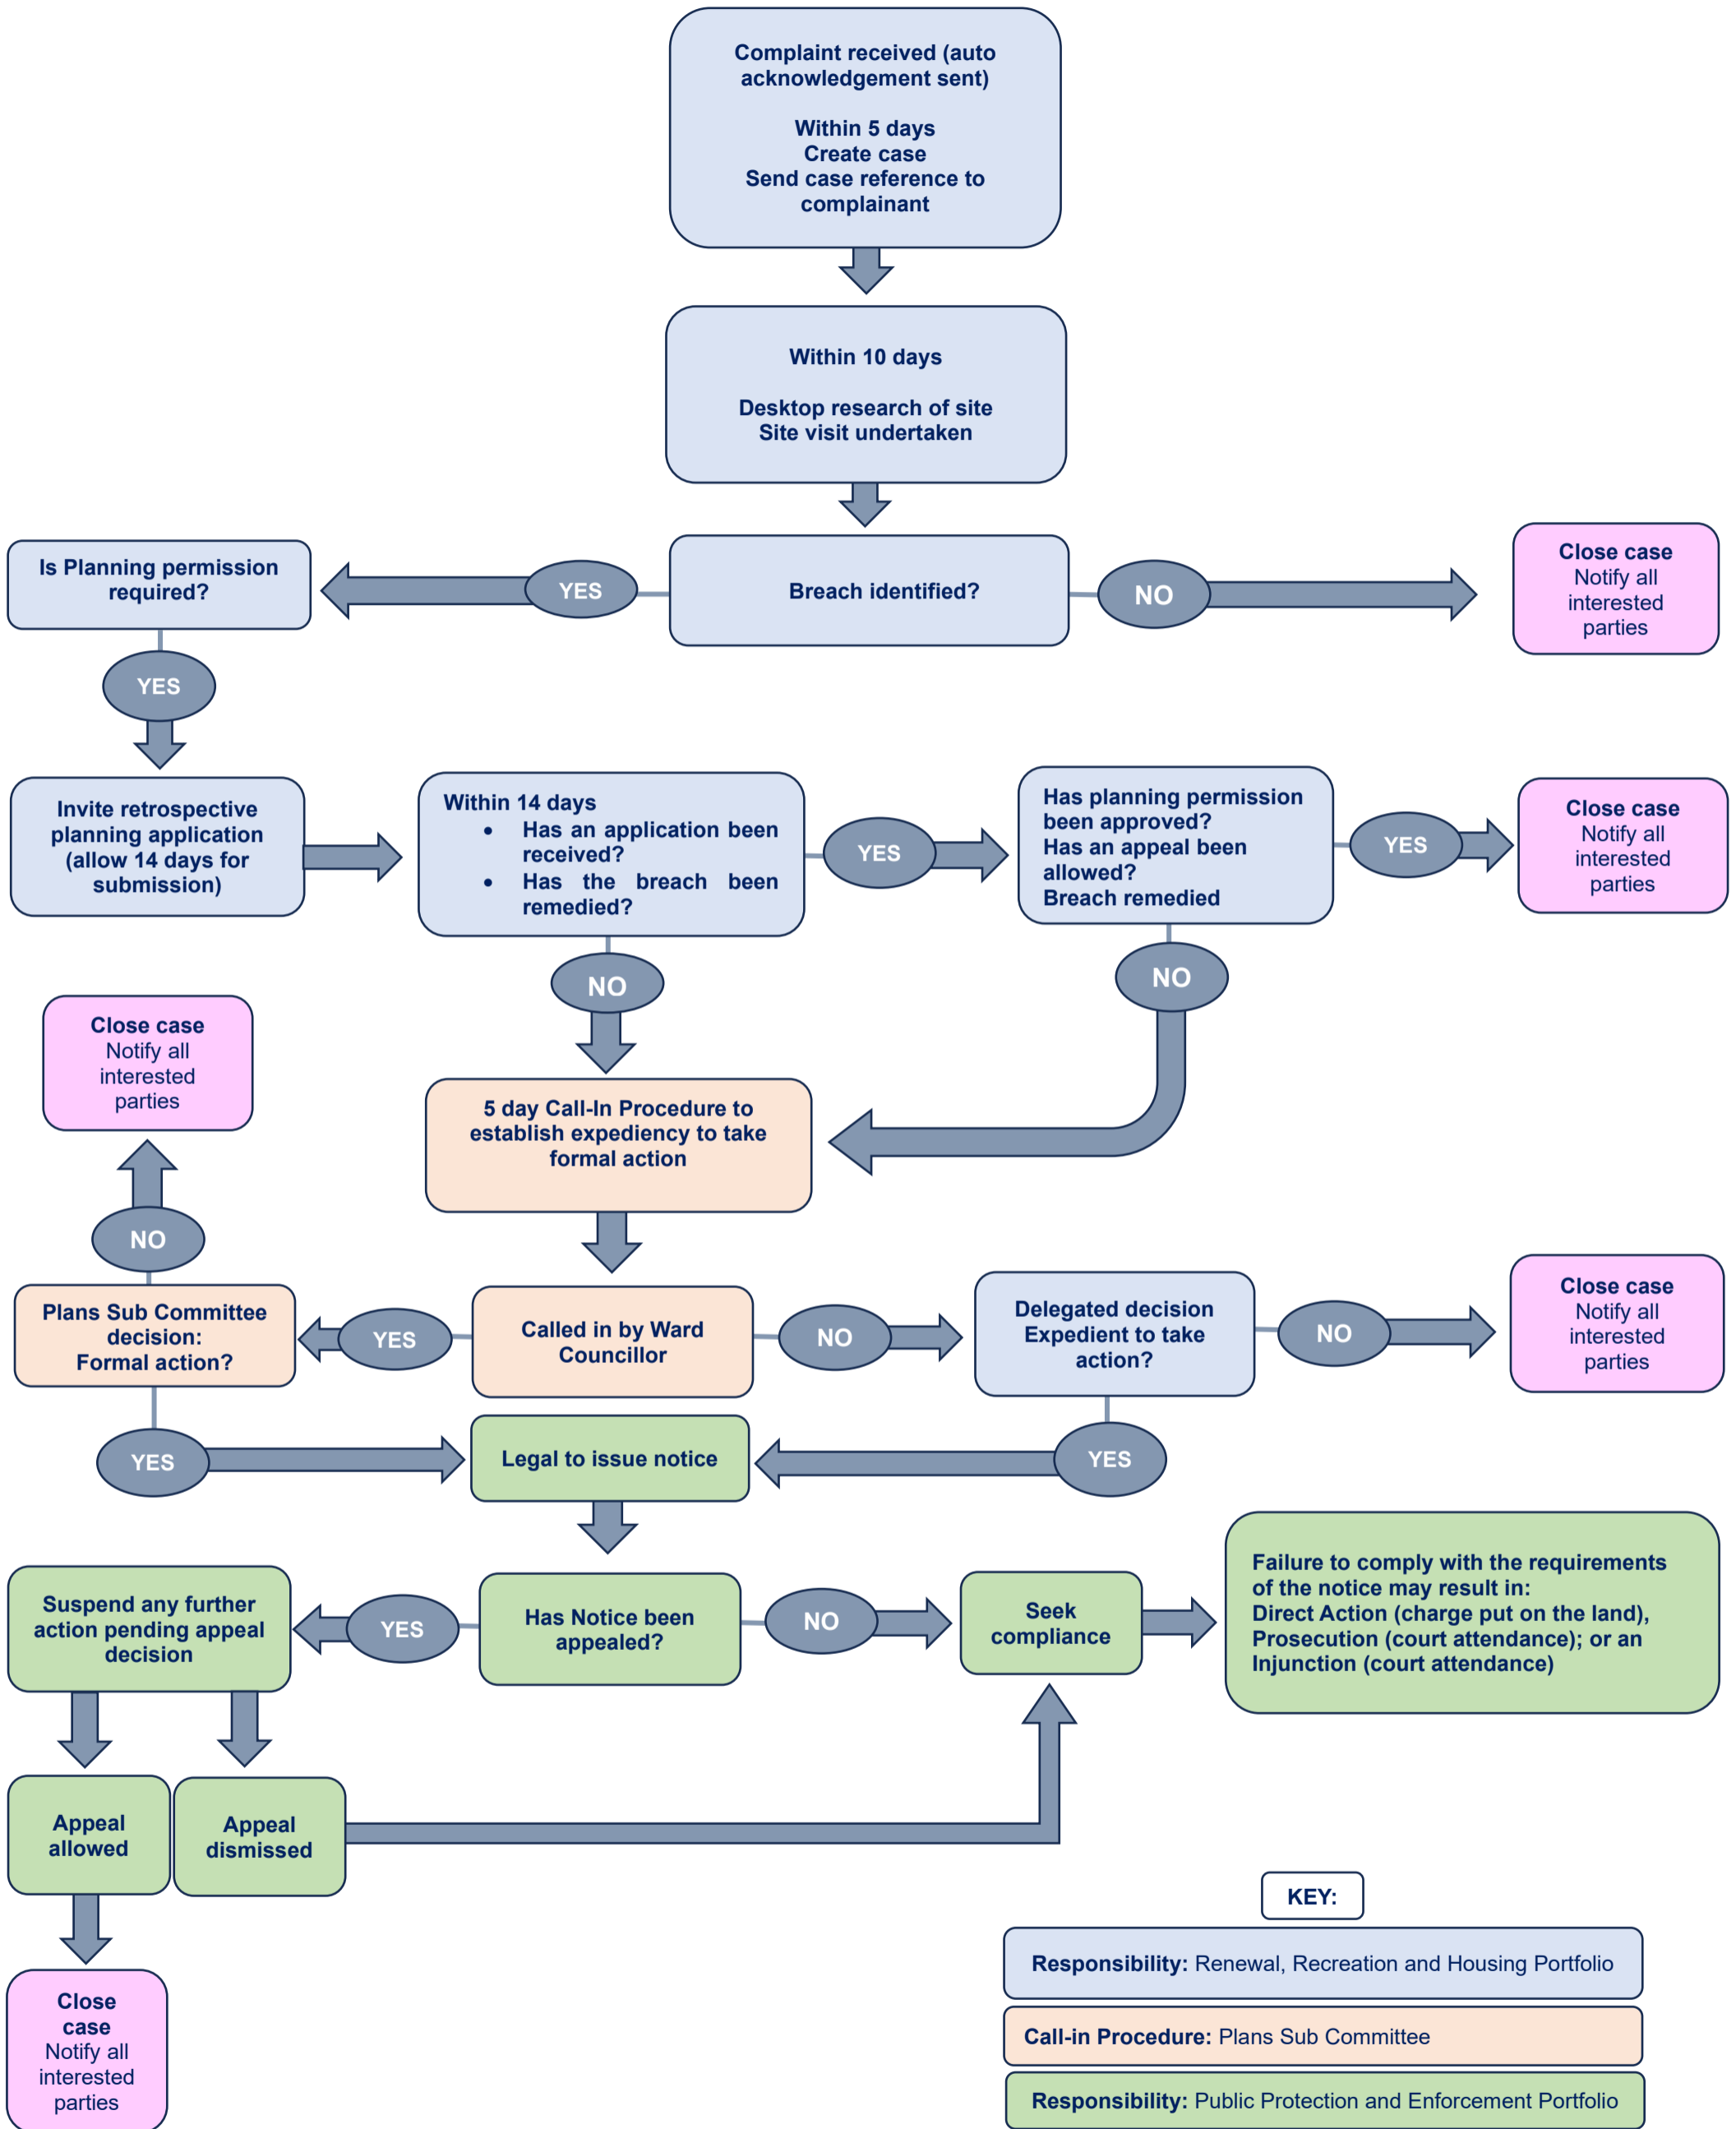 Complaint received (auto
acknowledgement sent)
Within 5 days
Create case
Send case reference to
complainant
Within 10 days
Desktop research of site
Site visit undertaken
Is Planning permission
required?
YES
Breach identified?
NO
Close case
Notify all
interested
parties
YES
Invite retrospective
planning application
(allow 14 days for
submission)
Within 14 days
• Has an application been
received?
• Has the breach been
remedied?
YES
Has planning permission
been approved?
Has an appeal been
allowed?
Breach remedied
YES
Close case
Notify all
interested
parties
NO
NO
Close case
Notify all
interested
parties
5 day Call-In Procedure to
establish expediency to take
formal action
NO
Plans Sub Committee
decision:
Formal action?
YES
Called in by Ward
Councillor
NO
Delegated decision
Expedient to take
action?
NO
Close case
Notify all
interested
parties
YES
Legal to issue notice
YES
Suspend any further
action pending appeal
decision
YES
Has Notice been
appealed?
NO
Seek
compliance
Failure to comply with the requirements
of the notice may result in:
Direct Action (charge put on the land),
Prosecution (court attendance); or an
Injunction (court attendance)
Appeal
allowed
Appeal
dismissed
Close
case
Notify all
interested
parties
KEY:
Responsibility: Renewal, Recreation and Housing Portfolio
Call-in Procedure: Plans Sub Committee
Responsibility: Public Protection and Enforcement Portfolio